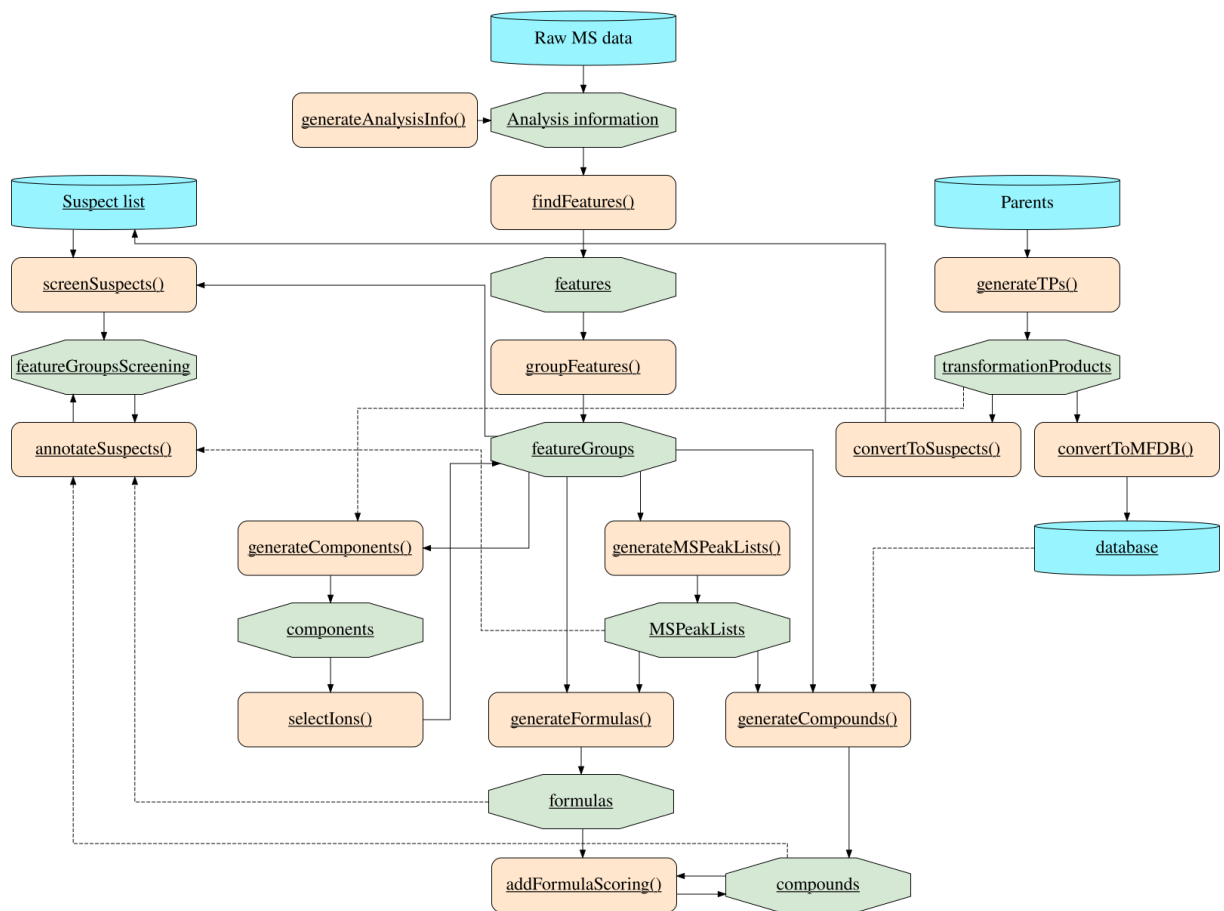 Raw MS data
generateAnalysisInfo()
Analysis information
Suspect list
findFeatures()
Parents
screenSuspects()
features
generateTPs()
featureGroupsScreening
groupFeatures()
transformationProducts
annotateSuspects()
featureGroups
convertToSuspects()
convertToMFDB()
generateComponents()
generateMSPeakLists()
database
components
MSPeakLists
selectIons()
generateFormulas()
generateCompounds()
formulas
addFormulaScoring()
compounds